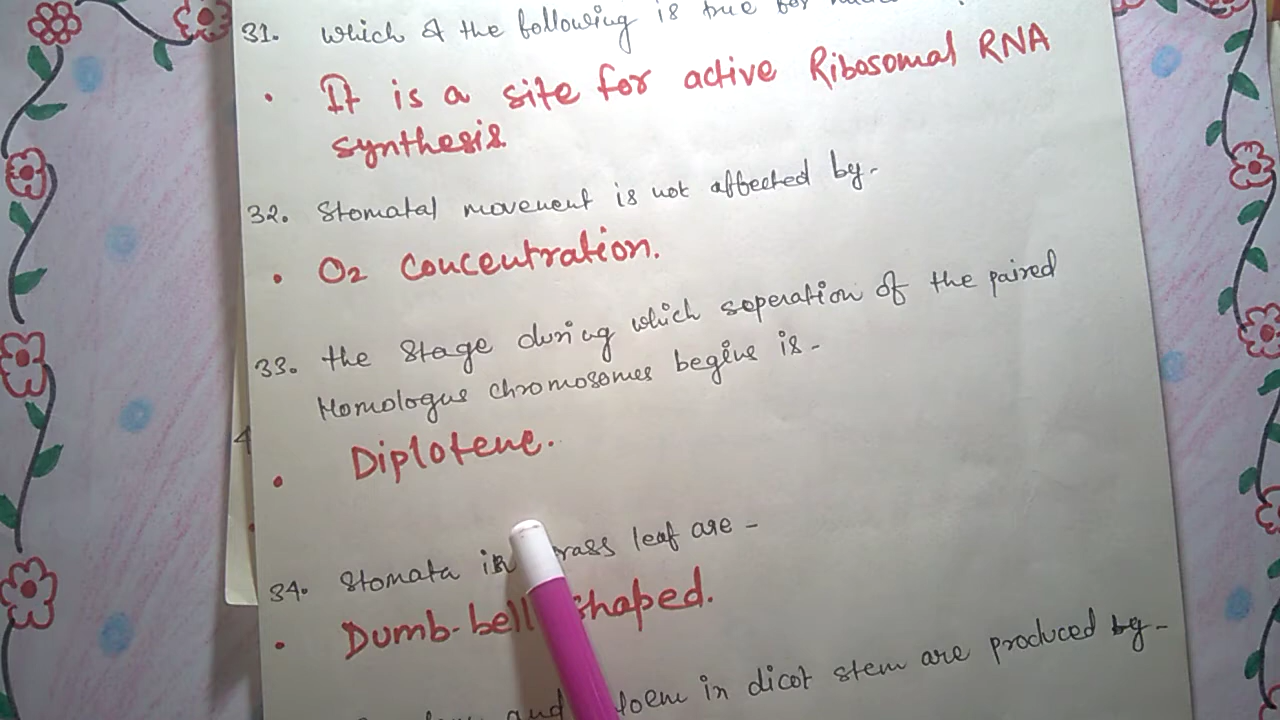 31. Which of the following is true for
• It is a site for active Ribosomal RNA
synthesis
32. Stomatal movement is not affected by-
• O2 concentration.
33. the stage during which seperation of the paired
Homologus chromosomes begins is-
• Diplotene.
34. Stomata in grass leaf are -
• Dumb-bell shaped.
and in dicot stem are produced by-